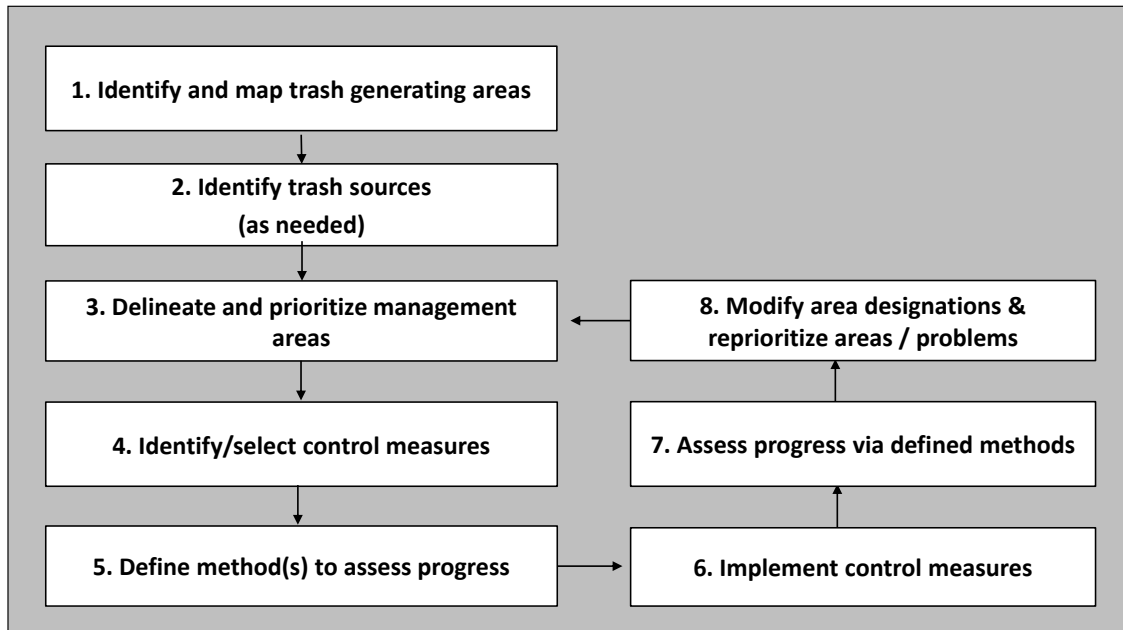 1. Identify and map trash generating areas
2. Identify trash sources
(as needed)
3. Delineate and prioritize management
areas
4. Identify/select control measures
5. Define method(s) to assess progress
6. Implement control measures
7. Assess progress via defined methods
8. Modify area designations &
reprioritize areas / problems